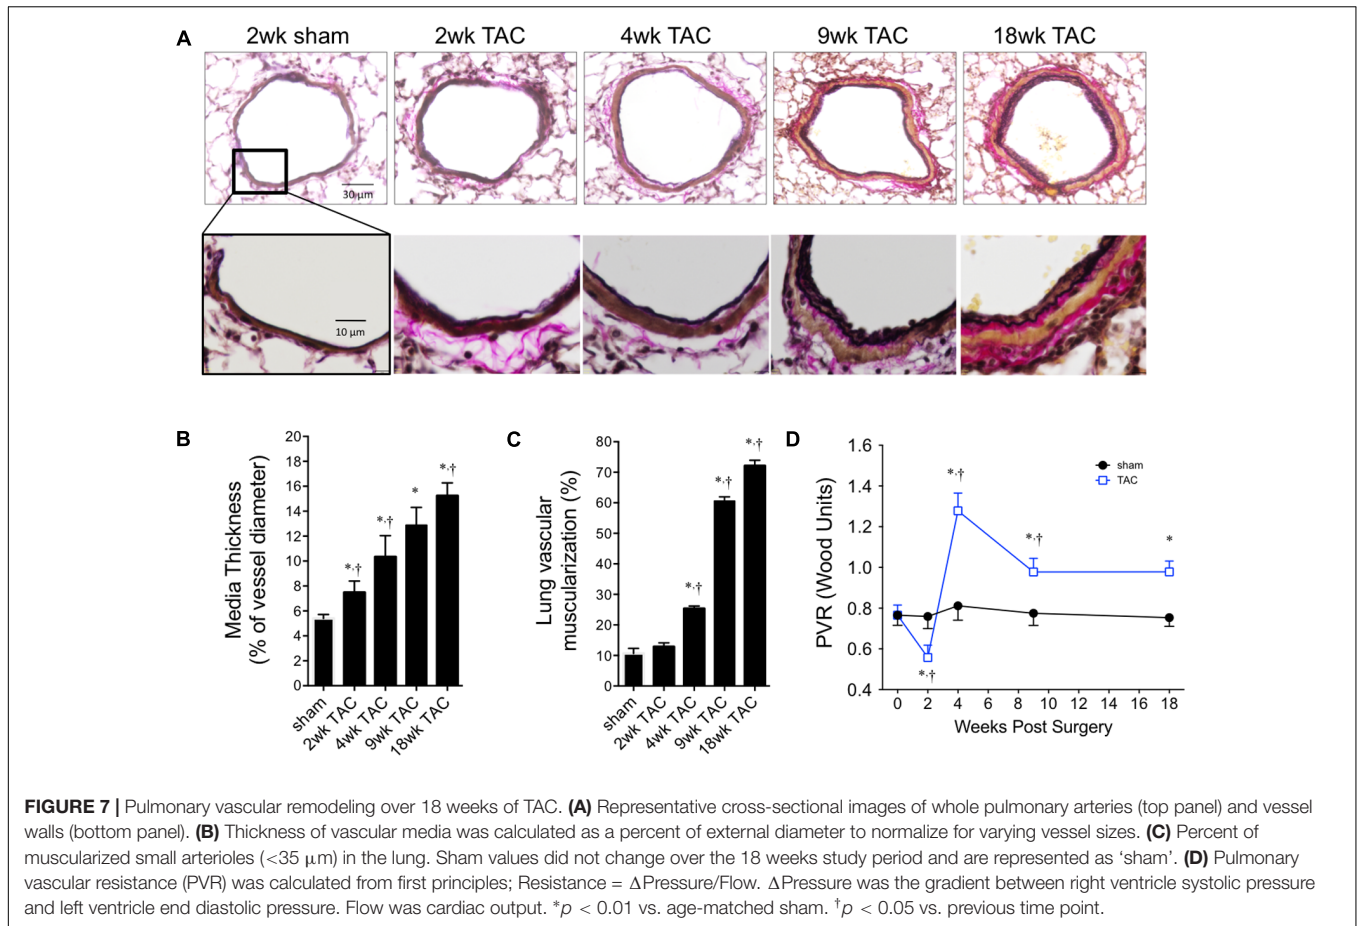 A
2wk sham
2wk TAC
4wk TAC
9wk TAC
18wk TAC
30 μm
10 μm
B
Media Thickness
(% of vessel diameter)
20
18
16
14
12
10
8
6
4
2
0
*,†
*,†
*
*,†
sham
2wk TAC
4wk TAC
9wk TAC
18wk TAC
C
Lung vascular
muscularization (%)
80
70
60
50
40
30
20
10
0
*,†
*,†
*,†
sham
2wk TAC
4wk TAC
9wk TAC
18wk TAC
D
PVR (Wood Units)
1.6
1.4
1.2
1.0
0.8
0.6
0.4
sham
TAC
*,†
*,†
*,†
*
0 2 4 6 8 10 12 14 16 18
Weeks Post Surgery
FIGURE 7 | Pulmonary vascular remodeling over 18 weeks of TAC. (A) Representative cross-sectional images of whole pulmonary arteries (top panel) and vessel
walls (bottom panel). (B) Thickness of vascular media was calculated as a percent of external diameter to normalize for varying vessel sizes. (C) Percent of
muscularized small arterioles (<35 μm) in the lung. Sham values did not change over the 18 weeks study period and are represented as ‘sham’. (D) Pulmonary
vascular resistance (PVR) was calculated from first principles; Resistance = ΔPressure/Flow. ΔPressure was the gradient between right ventricle systolic pressure
and left ventricle end diastolic pressure. Flow was cardiac output. *p < 0.01 vs. age-matched sham. †p < 0.05 vs. previous time point.